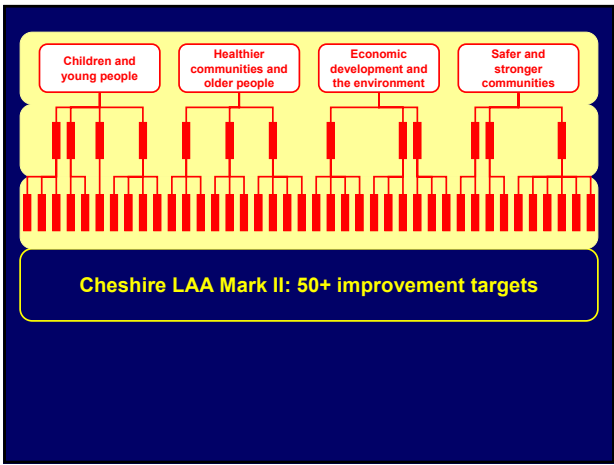 Children and
young people
Healthier
communities and
older people
Economic
development and
the environment
Safer and
stronger
communities
Cheshire LAA Mark II: 50+ improvement targets